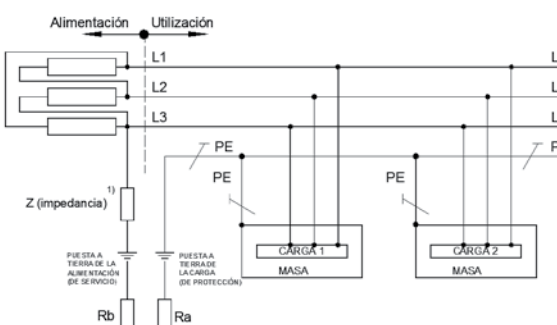 Alimentación Utilización
L1
L2
L3
PE
PE
PE
1)
Z (impedancia)
CARGA 1
MASA
CARGA 2
MASA
PUESTA A
TIERRA DE LA
ALIMENTACIÓN
(DE SERVICIO)
PUESTA A
TIERRA DE
LA CARGA
(DE PROTECCIÓN)
Rb
Ra